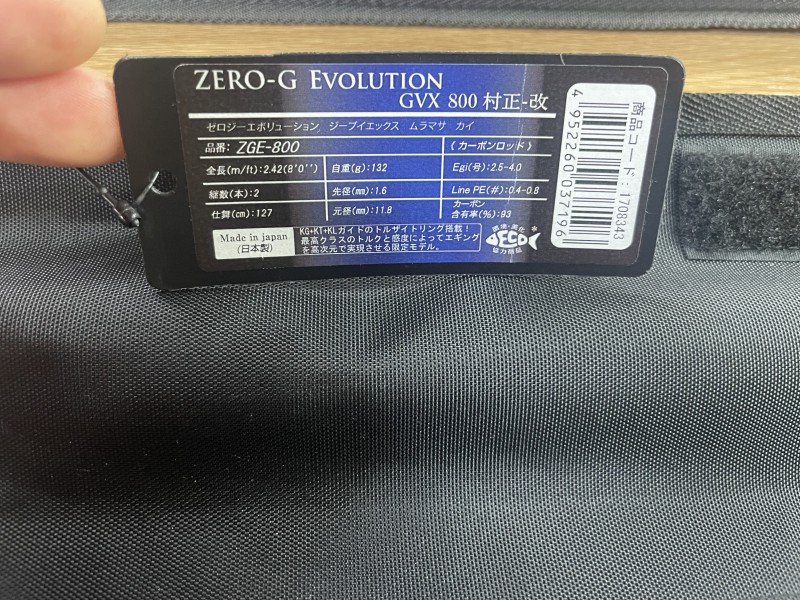 ZERO-G EVOLUTION
GVX 800 村正-改
ゼロジーエボリューション ジーブイエックス ムラマサ カイ
品番: ZGE-800 《 カーボンロッド 》
全長(m/ft):2.42(8'0'') 自重(g):132 Egi(号):2.5-4.0
継数(本):2 先径(mm):1.6 Line PE(#):0.4-0.8
仕舞(cm):127 元径(mm):11.8 カーボン含有率(%):93
Made in japan
(日本製)
KG+KT+KLガイドのトルザイトリング搭載!
最高クラスのトルクと感度によってエギング
を高次元で実現させる限定モデル。
ECO
協力商品
4952260037196
商品コード:1708343